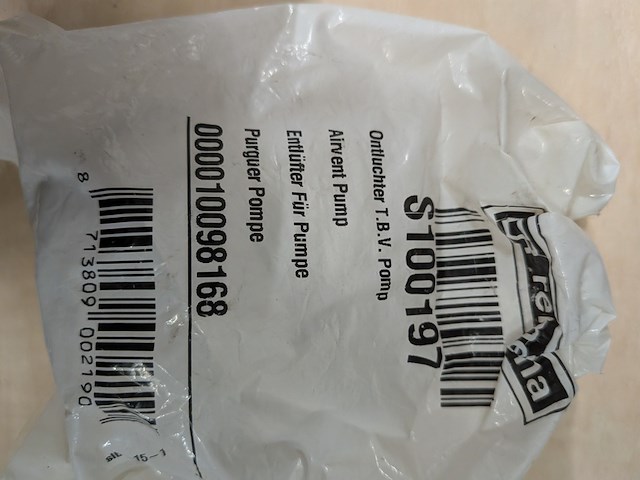 S100197
Ontluchter T.B.V. Pomp
Airvent Pump
Entlüfter Für Pumpe
Purguer Pompe
000010098168
8 713809 002190